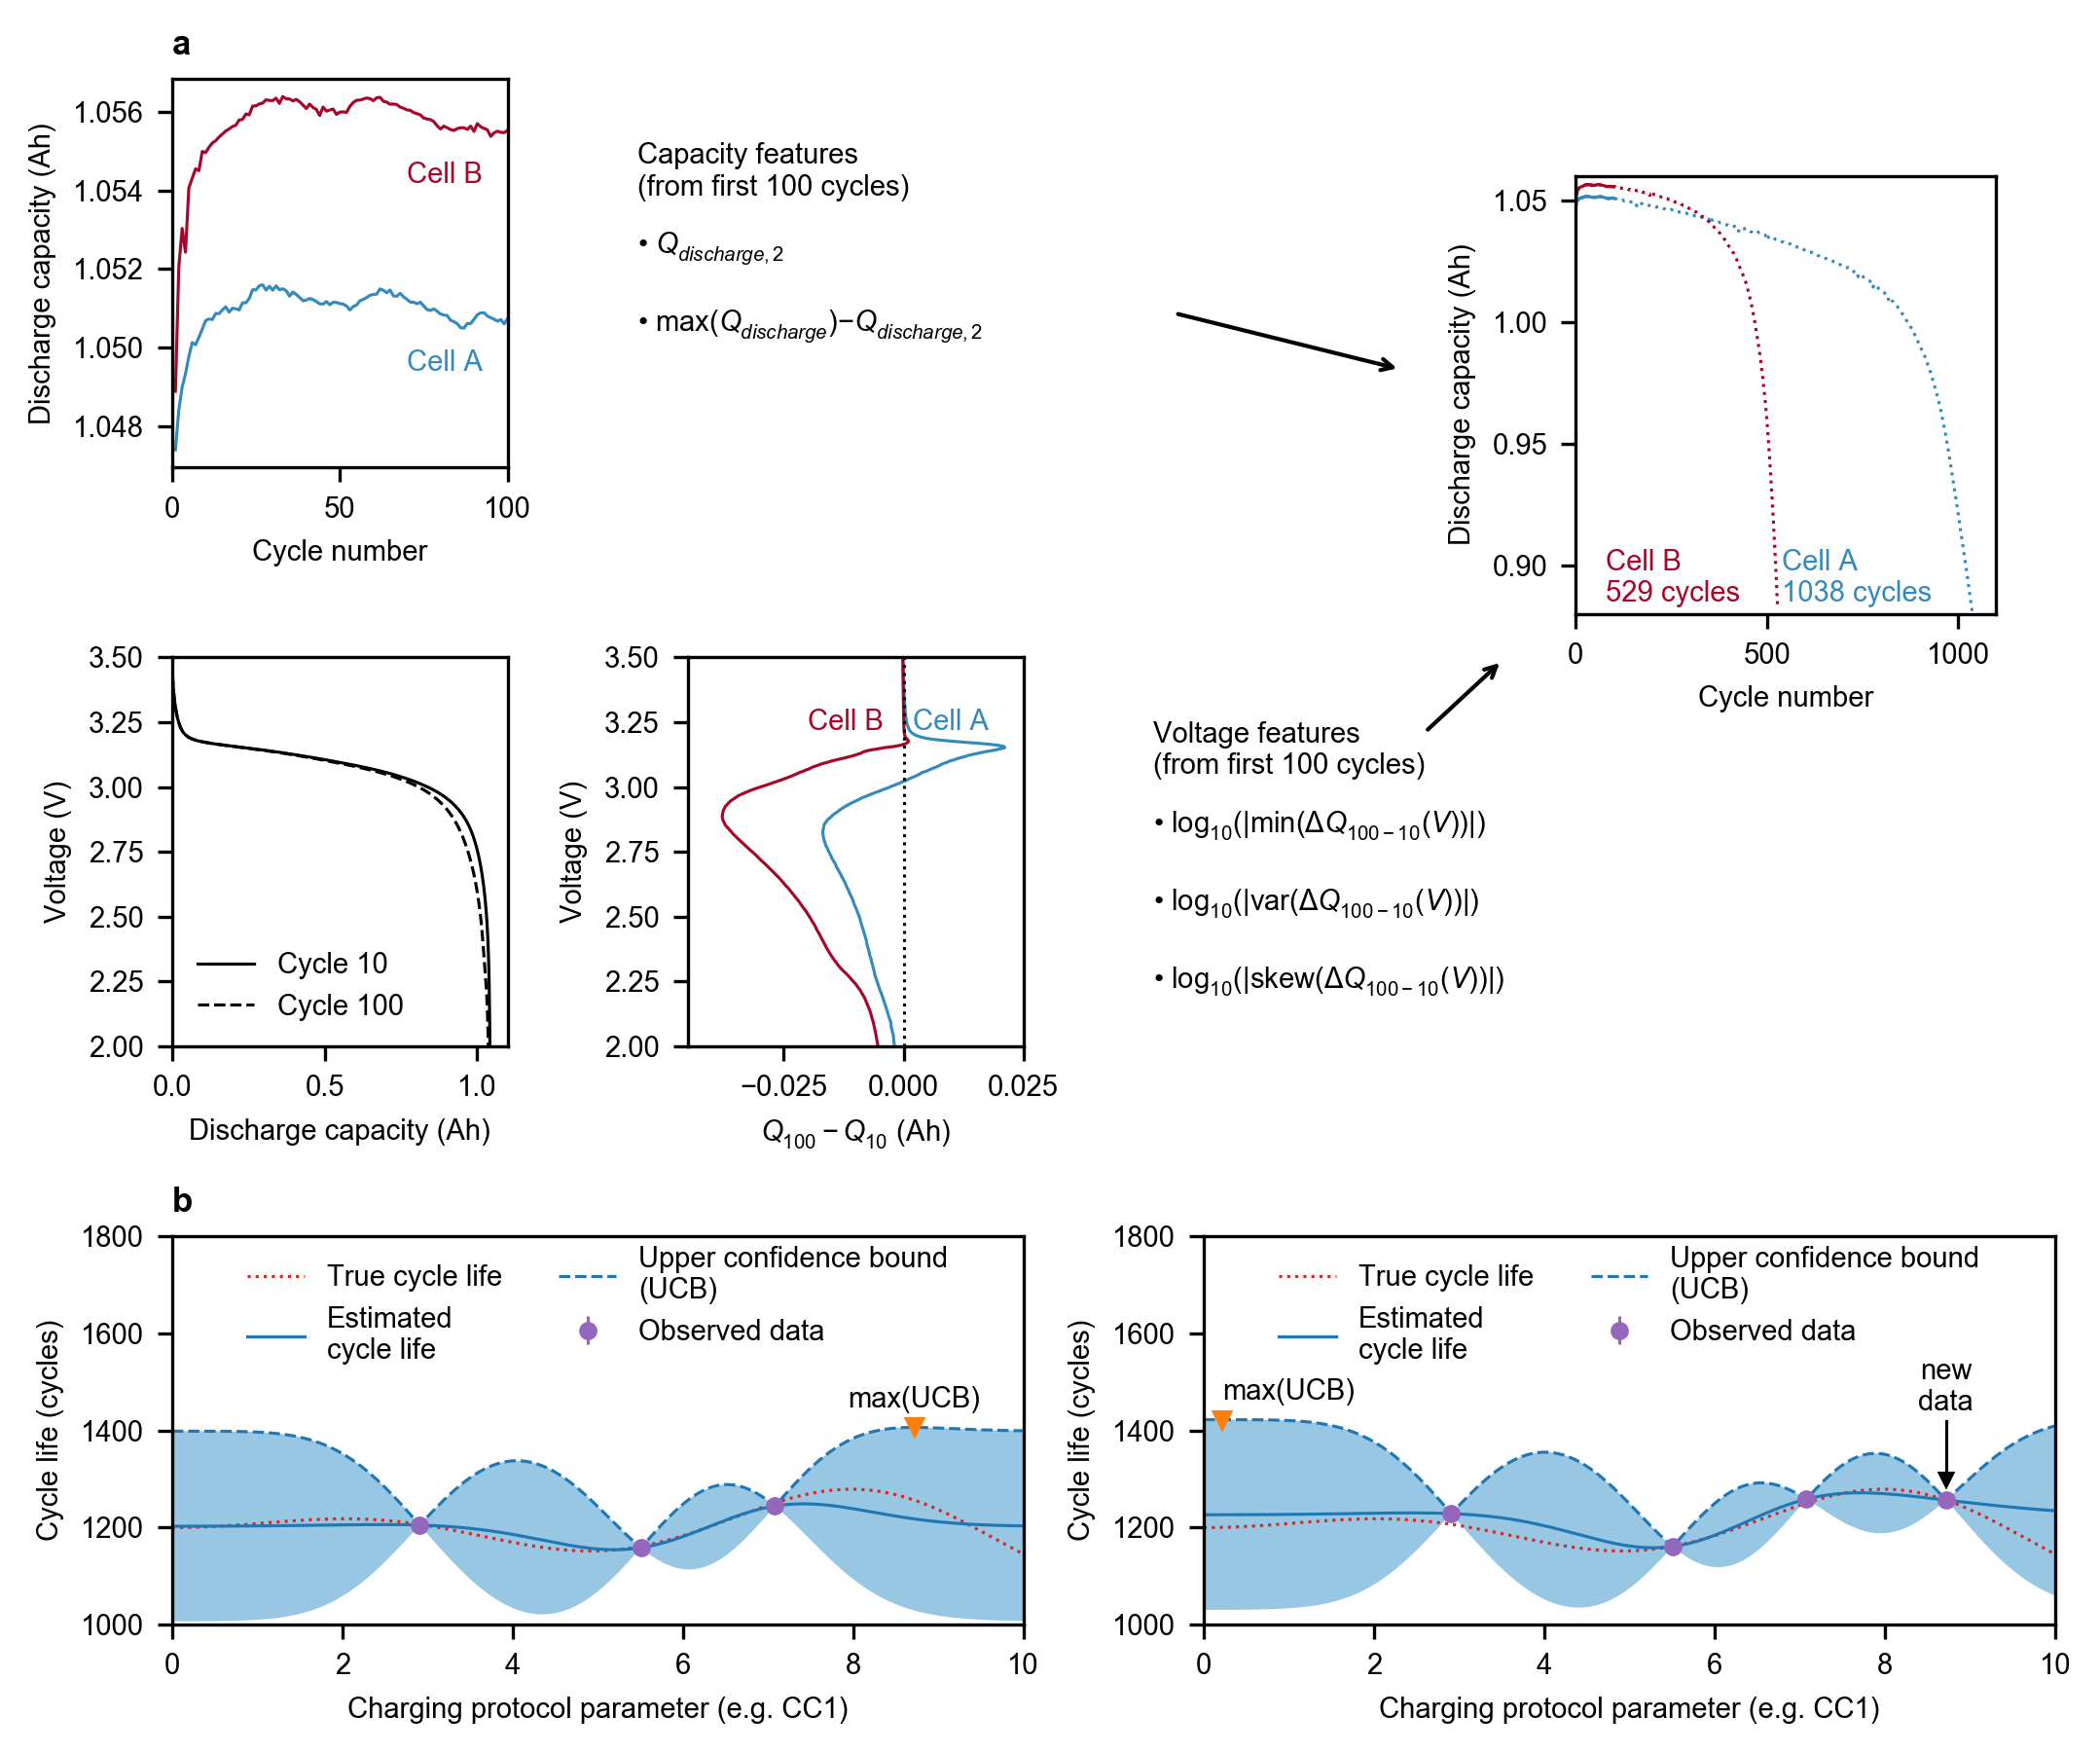 a
1.056
1.054
1.052
1.050
1.048
Discharge capacity (Ah)
Cell B
Cell A
0 50 100
Cycle number
Capacity features
(from first 100 cycles)
• Q_discharge, 2
• max(Q_discharge)−Q_discharge, 2
1.05
1.00
0.95
0.90
Discharge capacity (Ah)
Cell B
529 cycles
Cell A
1038 cycles
0 500 1000
Cycle number
3.50
3.25
3.00
2.75
2.50
2.25
2.00
Voltage (V)
Cycle 10
Cycle 100
0.0 0.5 1.0
Discharge capacity (Ah)
3.50
3.25
3.00
2.75
2.50
2.25
2.00
Voltage (V)
Cell B
Cell A
−0.025 0.000 0.025
Q100 − Q10 (Ah)
Voltage features
(from first 100 cycles)
• log10(|min(ΔQ100 − 10(V))|)
• log10(|var(ΔQ100 − 10(V))|)
• log10(|skew(ΔQ100 − 10(V))|)
b
1800
1600
1400
1200
1000
Cycle life (cycles)
True cycle life
Estimated
cycle life
Upper confidence bound
(UCB)
Observed data
max(UCB)
0 2 4 6 8 10
Charging protocol parameter (e.g. CC1)
1800
1600
1400
1200
1000
Cycle life (cycles)
True cycle life
Estimated
cycle life
Upper confidence bound
(UCB)
Observed data
max(UCB)
new
data
0 2 4 6 8 10
Charging protocol parameter (e.g. CC1)